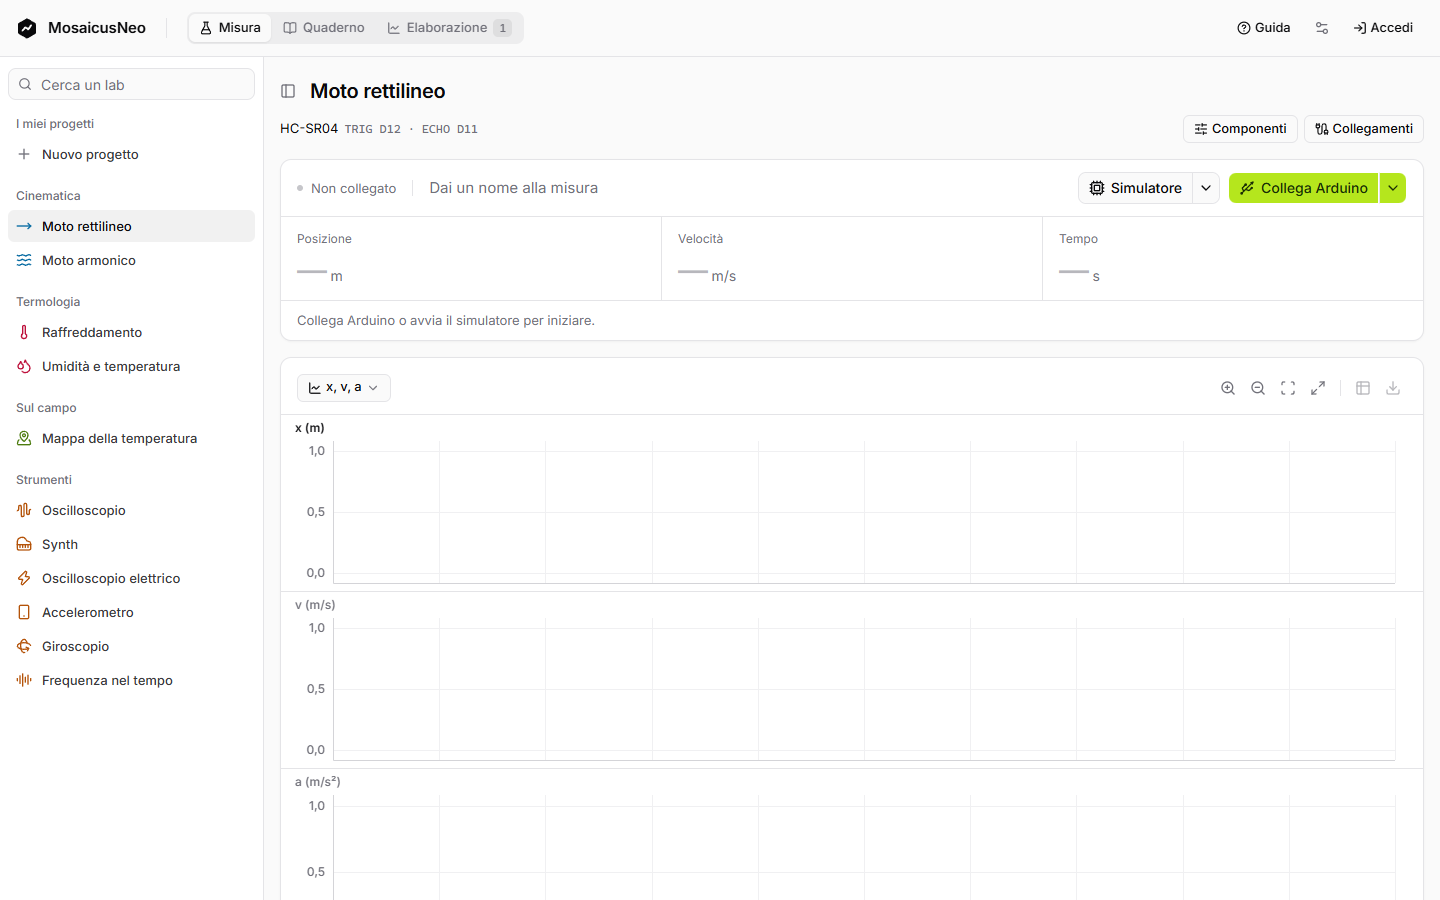 MosaicusNeo
Misura
Quaderno
Elaborazione 1
Guida
Accedi
Cerca un lab
I miei progetti
Nuovo progetto
Cinematica
Moto rettilineo
Moto armonico
Termologia
Raffreddamento
Umidità e temperatura
Sul campo
Mappa della temperatura
Strumenti
Oscilloscopio
Synth
Oscilloscopio elettrico
Accelerometro
Giroscopio
Frequenza nel tempo
Moto rettilineo
HC-SR04 TRIG D12 · ECHO D11
Componenti
Collegamenti
Non collegato
Dai un nome alla misura
Simulatore
Collega Arduino
Posizione
— m
Velocità
— m/s
Tempo
— s
Collega Arduino o avvia il simulatore per iniziare.
x, v, a
x (m)
1,0
0,5
0,0
v (m/s)
1,0
0,5
0,0
a (m/s²)
1,0
0,5